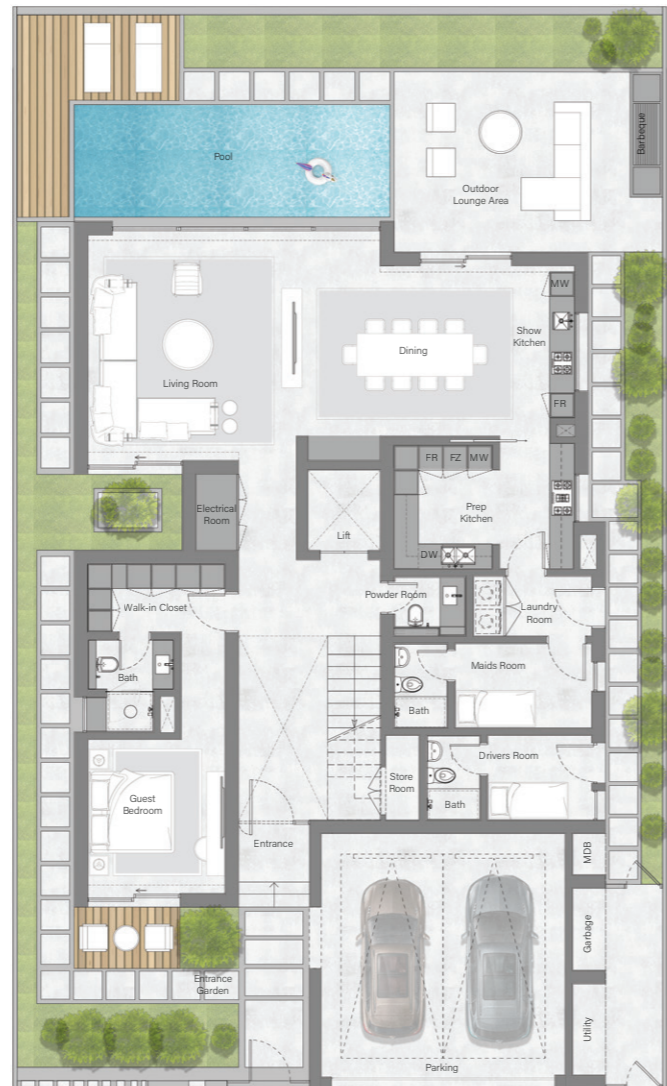 Barbeque
Pool
Outdoor
Lounge Area
MW
Show
Kitchen
Dining
Living Room
FR
FR
FZ
MW
Electrical
Room
Prep
Kitchen
Lift
DW
Powder Room
Walk-in Closet
Laundry
Room
Maids Room
Bath
Bath
Drivers Room
Store
Room
Guest
Bedroom
Bath
Entrance
MDB
Garbage
Entrance
Garden
Utility
Parking